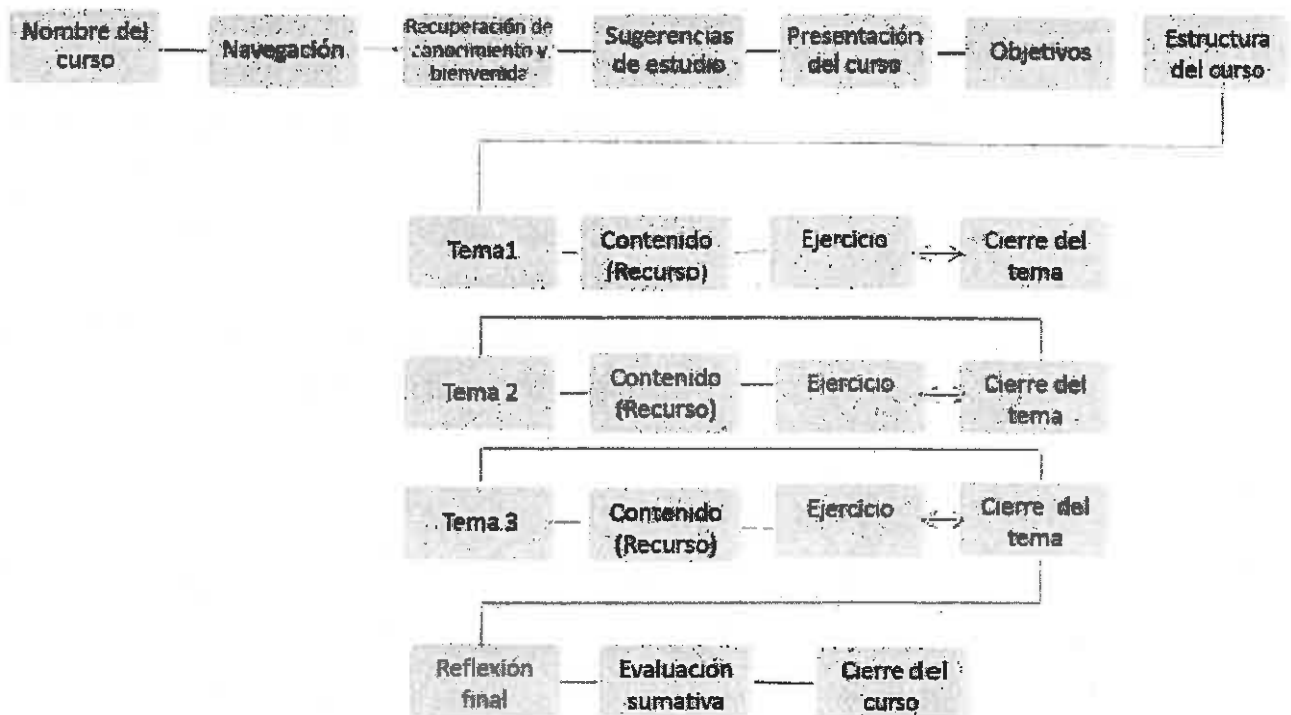 Nombre del
curso
Navegación
Recuperación de
conocimiento y
bienvenida
Sugerencias
de estudio
Presentación
del curso
Objetivos
Estructura
del curso
Tema1
Contenido
(Recurso)
Ejercicio
Cierre del
tema
Tema 2
Contenido
(Recurso)
Ejercicio
Cierre del
tema
Tema 3
Contenido
(Recurso)
Ejercicio
Cierre del
tema
Reflexión
final
Evaluación
sumativa
Cierre del
curso